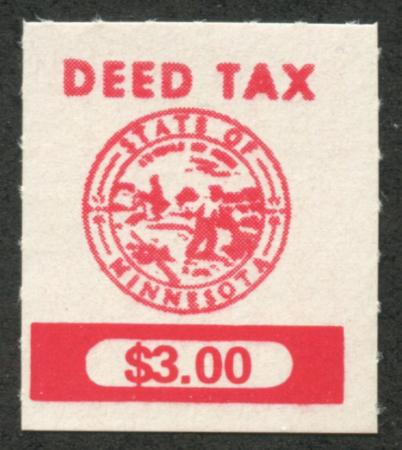 DEED TAX
STATE OF
MINNESOTA
$3.00